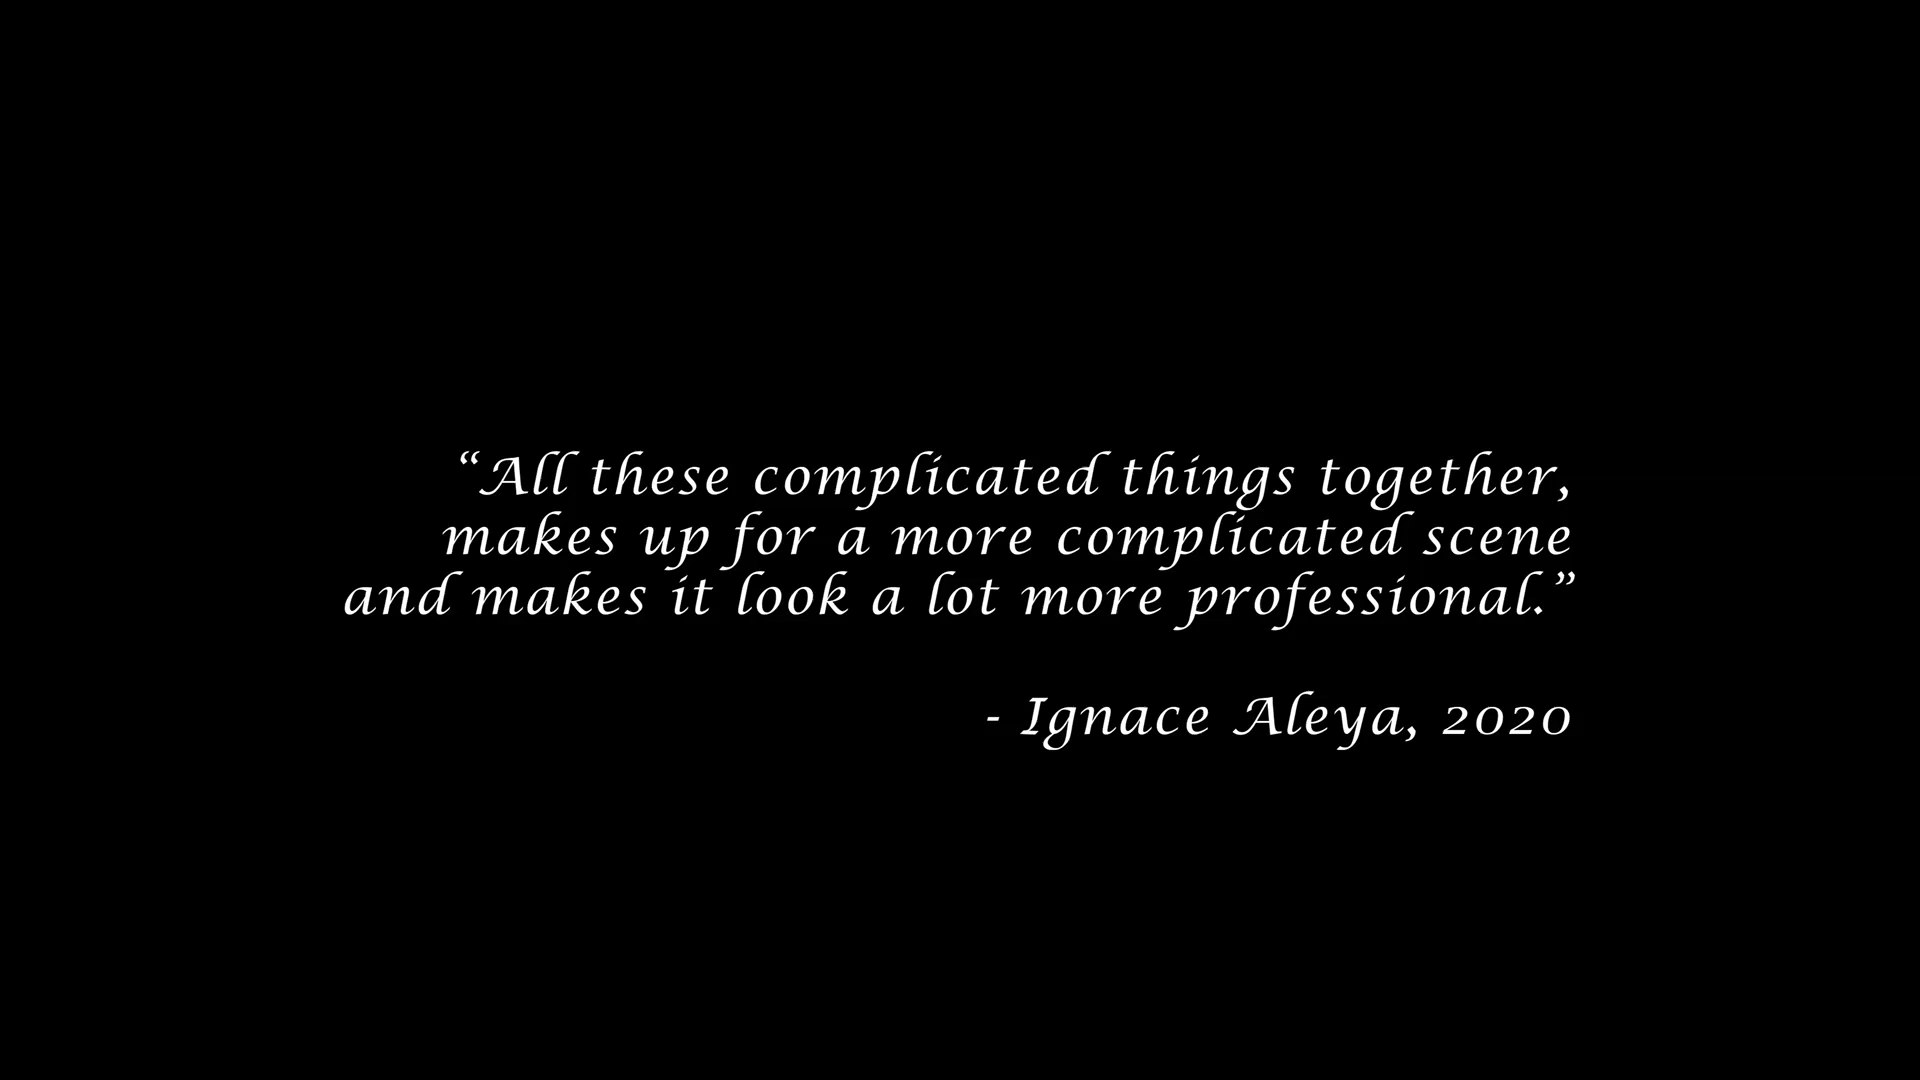 “All these complicated things together,
makes up for a more complicated scene
and makes it look a lot more professional.”
- Ignace Aleya, 2020